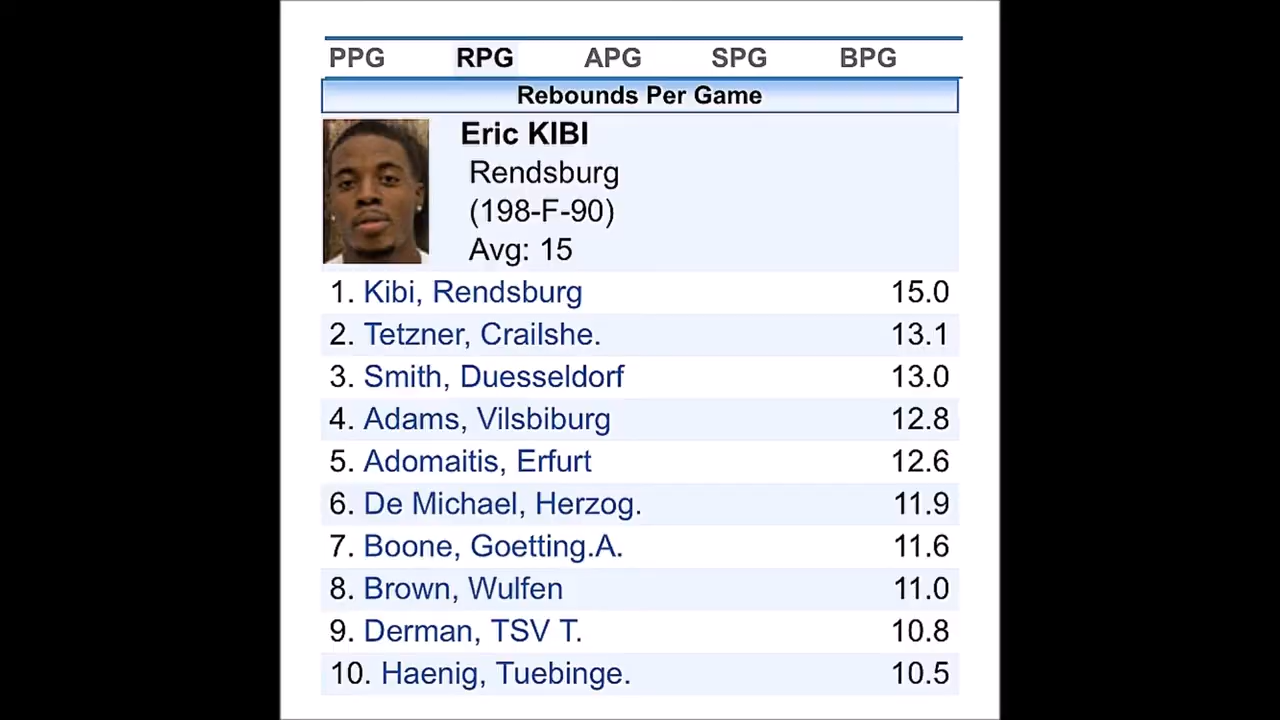 PPG RPG APG SPG BPG
Rebounds Per Game
Eric KIBI
Rendsburg
(198-F-90)
Avg: 15
1. Kibi, Rendsburg 15.0
2. Tetzner, Crailshe. 13.1
3. Smith, Duesseldorf 13.0
4. Adams, Vilsbiburg 12.8
5. Adomaitis, Erfurt 12.6
6. De Michael, Herzog. 11.9
7. Boone, Goetting.A. 11.6
8. Brown, Wulfen 11.0
9. Derman, TSV T. 10.8
10. Haenig, Tuebinge. 10.5